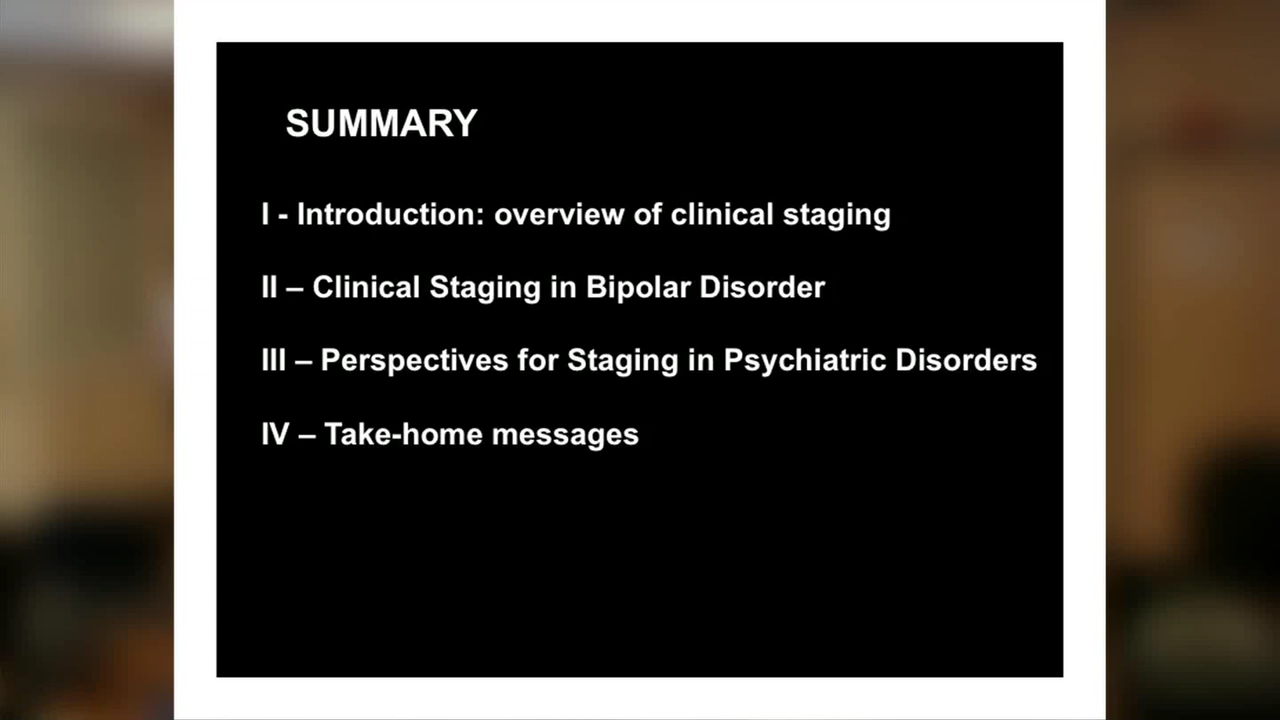 SUMMARY
I - Introduction: overview of clinical staging
II – Clinical Staging in Bipolar Disorder
III – Perspectives for Staging in Psychiatric Disorders
IV – Take-home messages